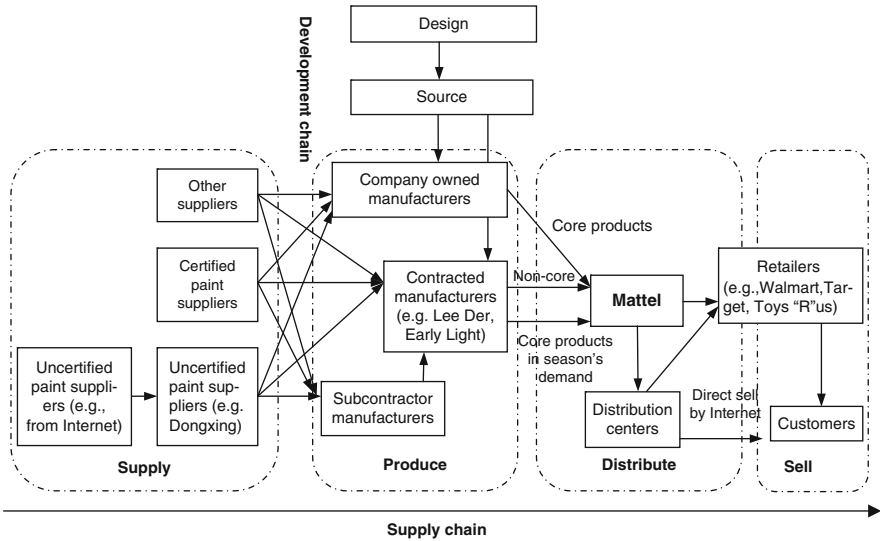 Design
Development chain
Source
Other
suppliers
Company owned
manufacturers
Core products
Certified
paint
suppliers
Contracted
manufacturers
(e.g. Lee Der,
Early Light)
Non-core
Mattel
Retailers
(e.g.,Walmart,Tar-
get, Toys “R”us)
Core products
in season’s
demand
Uncertified
paint suppli-
ers (e.g.,
from Internet)
Uncertified
paint sup-
pliers (e.g.
Dongxing)
Subcontractor
manufacturers
Distribution
centers
Direct sell
by Internet
Customers
Supply
Produce
Distribute
Sell
Supply chain